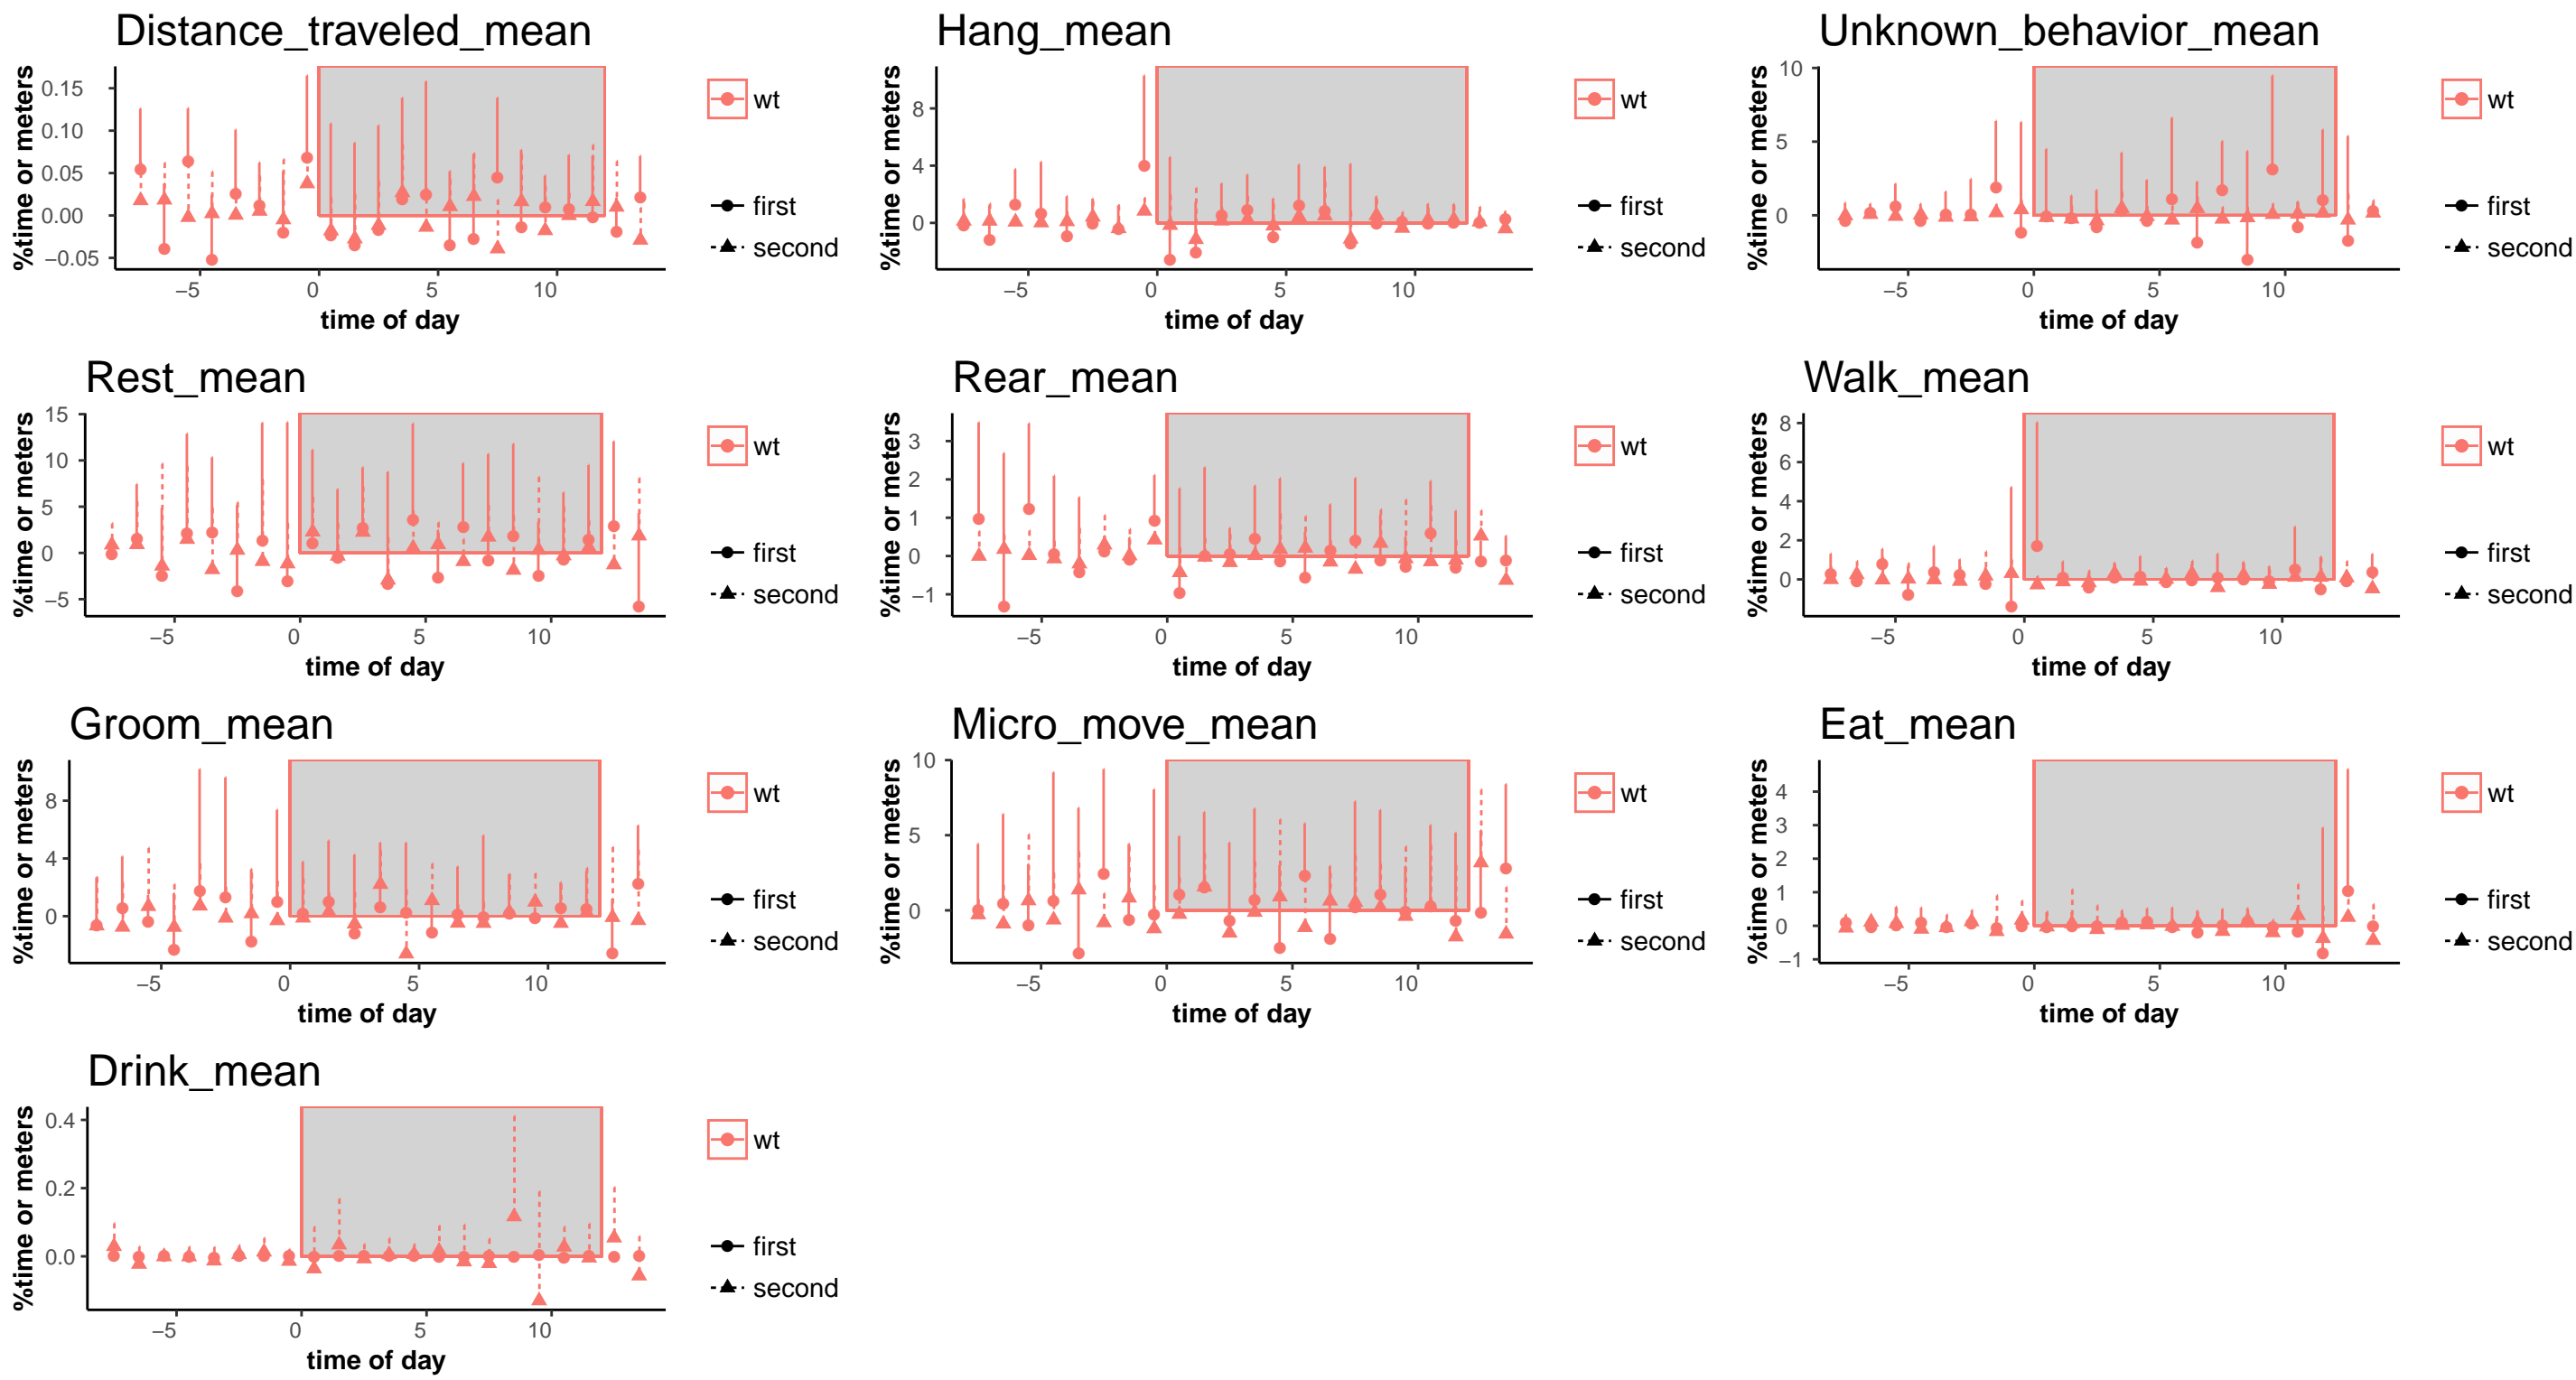 Distance_traveled_mean
%time or meters
0.15
0.10
0.05
0.00
−0.05
−5
0
5
10
time of day
wt
first
second
Hang_mean
%time or meters
8
4
0
−5
0
5
10
time of day
wt
first
second
Unknown_behavior_mean
%time or meters
10
5
0
−5
0
5
10
time of day
wt
first
second
Rest_mean
%time or meters
15
10
5
0
−5
−5
0
5
10
time of day
wt
first
second
Rear_mean
%time or meters
3
2
1
0
−1
−5
0
5
10
time of day
wt
first
second
Walk_mean
%time or meters
8
6
4
2
0
−5
0
5
10
time of day
wt
first
second
Groom_mean
%time or meters
8
4
0
−5
0
5
10
time of day
wt
first
second
Micro_move_mean
%time or meters
10
5
0
−5
0
5
10
time of day
wt
first
second
Eat_mean
%time or meters
4
3
2
1
0
−1
−5
0
5
10
time of day
wt
first
second
Drink_mean
%time or meters
0.4
0.2
0.0
−5
0
5
10
time of day
wt
first
second